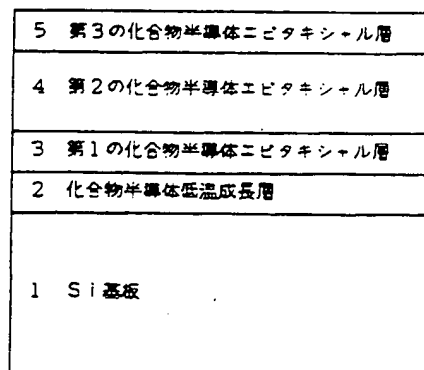 5 第3の化合物半導体エピタキシャル層
4 第2の化合物半導体エピタキシャル層
3 第1の化合物半導体エピタキシャル層
2 化合物半導体低温成長層
1 Si基板